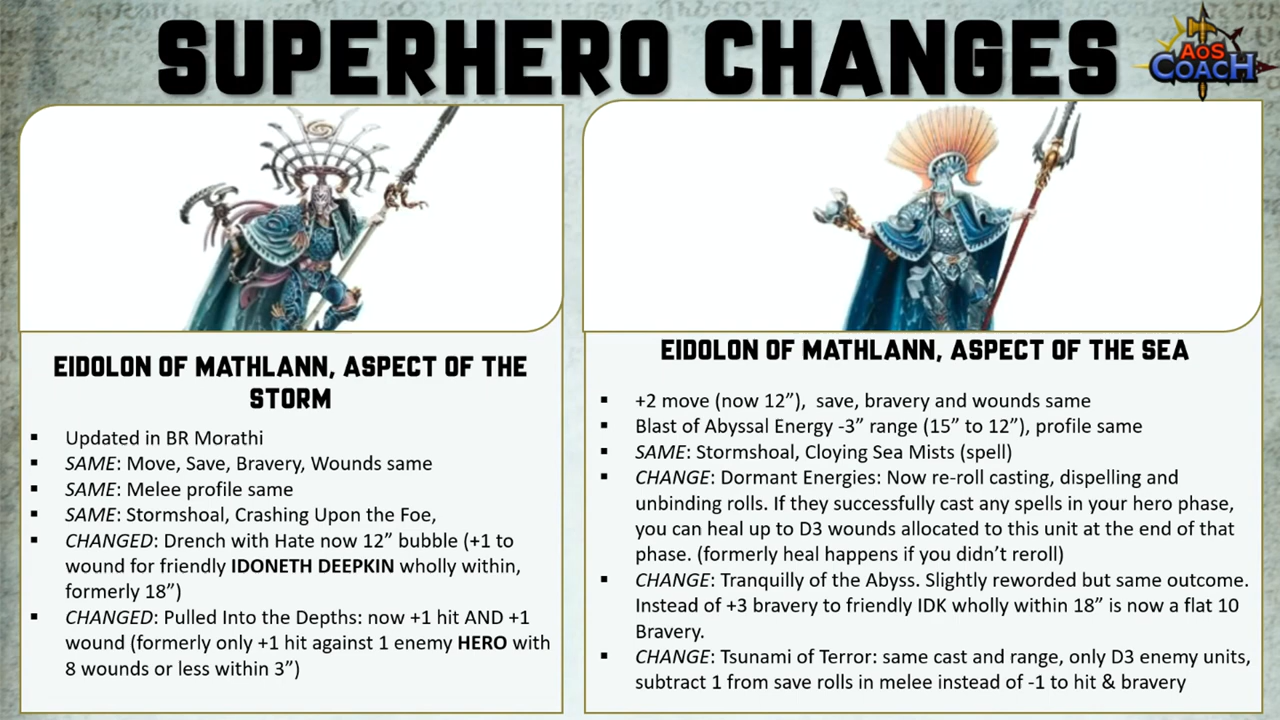 SUPERHERO CHANGES
AoS
COACH
EIDOLON OF MATHLANN, ASPECT OF THE
STORM
▪ Updated in BR Morathi
▪ SAME: Move, Save, Bravery, Wounds same
▪ SAME: Melee profile same
▪ SAME: Stormshoal, Crashing Upon the Foe,
▪ CHANGED: Drench with Hate now 12” bubble (+1 to
wound for friendly IDONETH DEEPKIN wholly within,
formerly 18”)
▪ CHANGED: Pulled Into the Depths: now +1 hit AND +1
wound (formerly only +1 hit against 1 enemy HERO with
8 wounds or less within 3”)
EIDOLON OF MATHLANN, ASPECT OF THE SEA
▪ +2 move (now 12”), save, bravery and wounds same
▪ Blast of Abyssal Energy -3” range (15” to 12”), profile same
▪ SAME: Stormshoal, Cloying Sea Mists (spell)
▪ CHANGE: Dormant Energies: Now re-roll casting, dispelling and
unbinding rolls. If they successfully cast any spells in your hero phase,
you can heal up to D3 wounds allocated to this unit at the end of that
phase. (formerly heal happens if you didn’t reroll)
▪ CHANGE: Tranquilly of the Abyss. Slightly reworded but same outcome.
Instead of +3 bravery to friendly IDK wholly within 18” is now a flat 10
Bravery.
▪ CHANGE: Tsunami of Terror: same cast and range, only D3 enemy units,
subtract 1 from save rolls in melee instead of -1 to hit & bravery